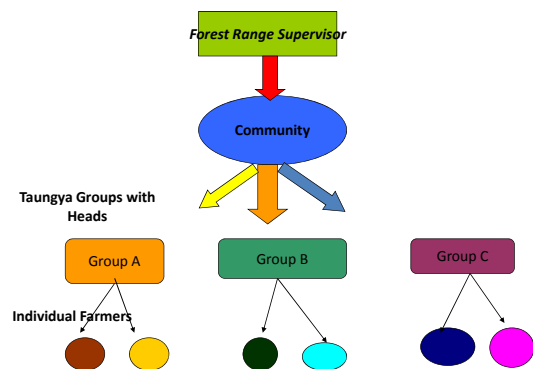 Forest Range Supervisor
Community
Taungya Groups with
Heads
Group A
Group B
Group C
Individual Farmers